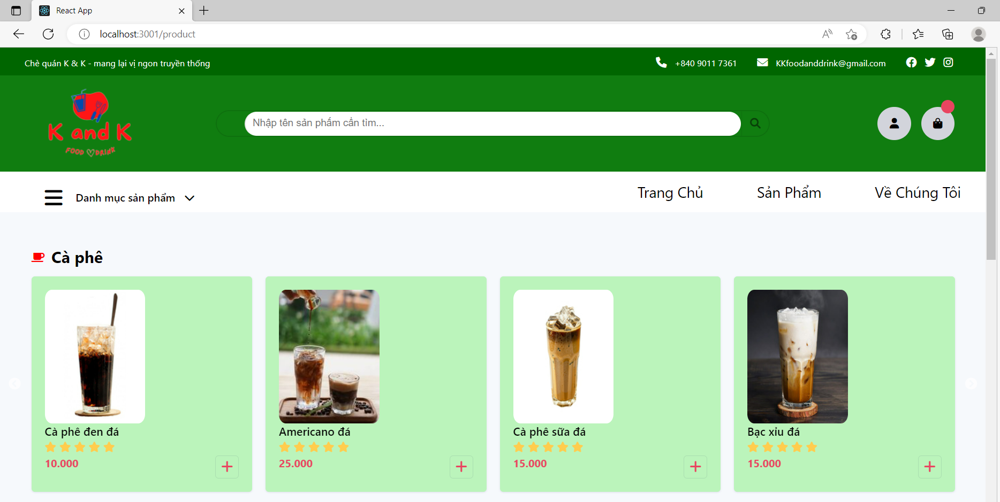 React App
localhost:3001/product
Chè quán K & K - mang lại vị ngon truyền thống
+840 9011 7361
KKfoodanddrink@gmail.com
K and K
FOOD DRINK
Nhập tên sản phẩm cần tìm...
Danh mục sản phẩm
Trang Chủ
Sản Phẩm
Về Chúng Tôi
Cà phê
Cà phê đen đá
10.000
Americano đá
25.000
Cà phê sữa đá
15.000
Bạc xỉu đá
15.000